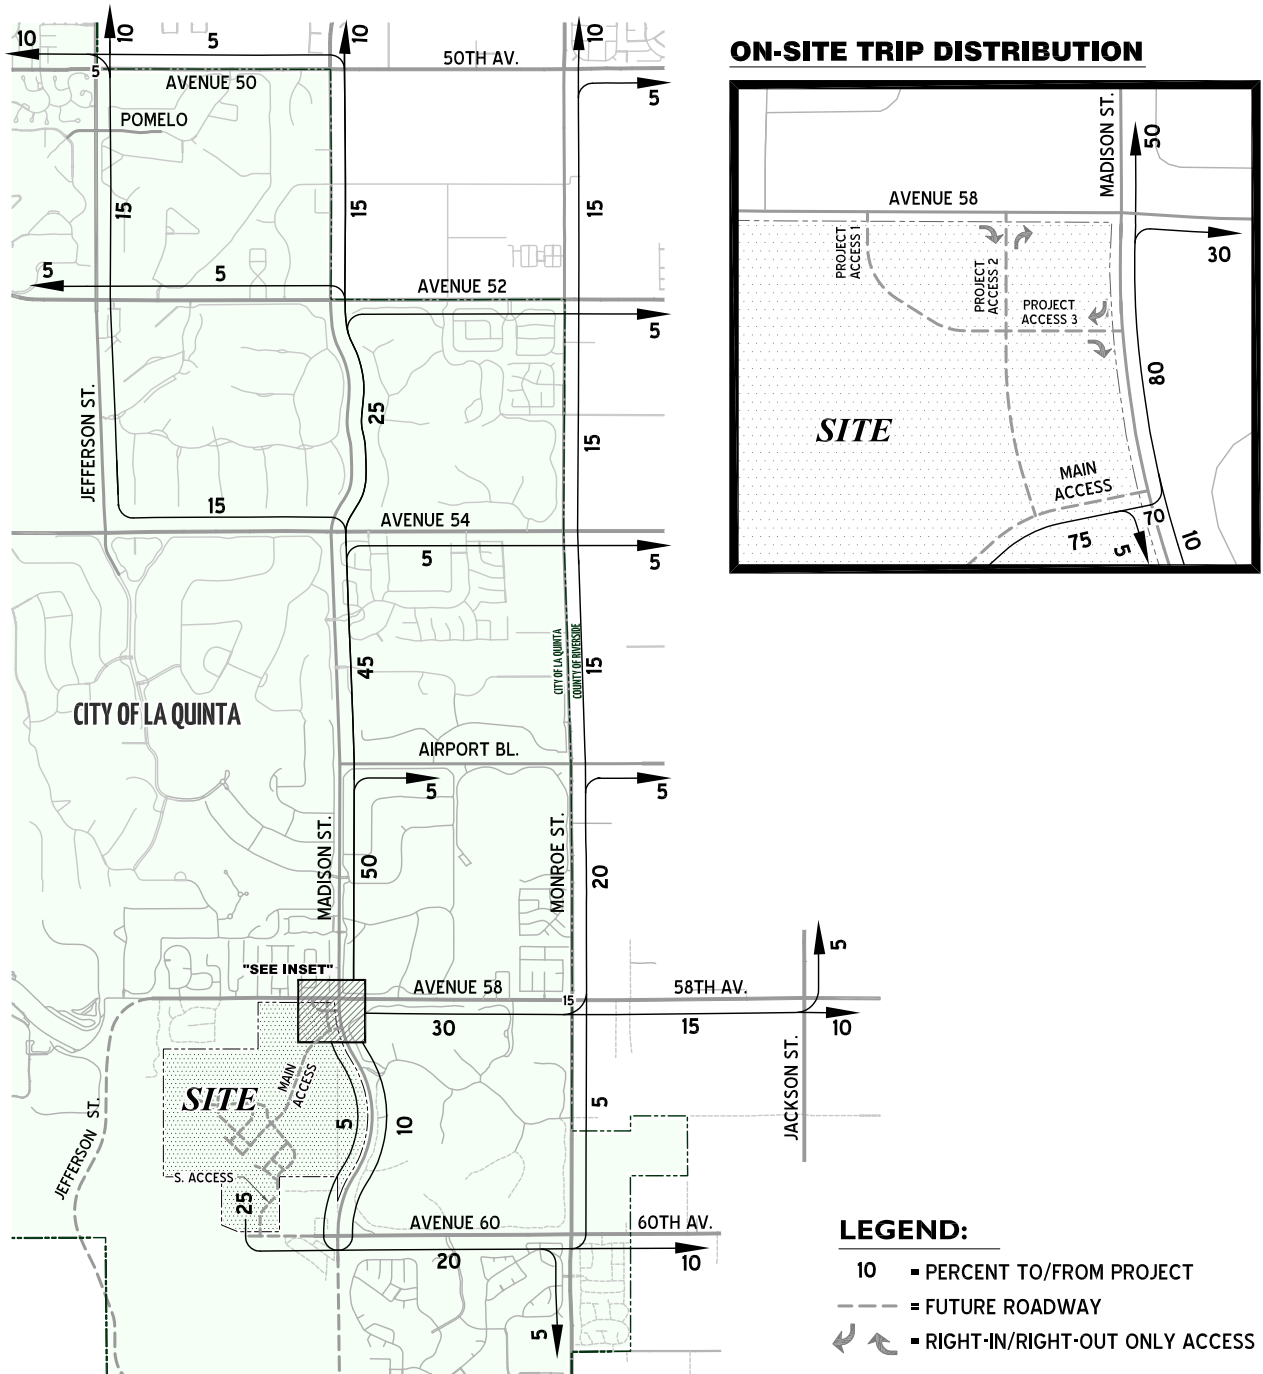 10
10
5
10
10
50TH AV.
5
AVENUE 50
5
POMELO
15
15
15
5
5
AVENUE 52
5
JEFFERSON ST.
25
15
15
AVENUE 54
5
5
CITY OF LA QUINTA
COUNTY OF RIVERSIDE
45
15
CITY OF LA QUINTA
AIRPORT BL.
5
5
MADISON ST.
50
MONROE ST.
20
"SEE INSET"
AVENUE 58
15
58TH AV.
5
30
15
10
JACKSON ST.
SITE
MAIN
ACCESS
5
10
5
JEFFERSON ST.
S. ACCESS
25
AVENUE 60
60TH AV.
20
10
5
ON-SITE TRIP DISTRIBUTION
MADISON ST.
50
AVENUE 58
30
PROJECT
ACCESS 1
PROJECT
ACCESS 2
PROJECT
ACCESS 3
80
SITE
MAIN
ACCESS
70
75
5
10
LEGEND:
10 = PERCENT TO/FROM PROJECT
= FUTURE ROADWAY
= RIGHT-IN/RIGHT-OUT ONLY ACCESS